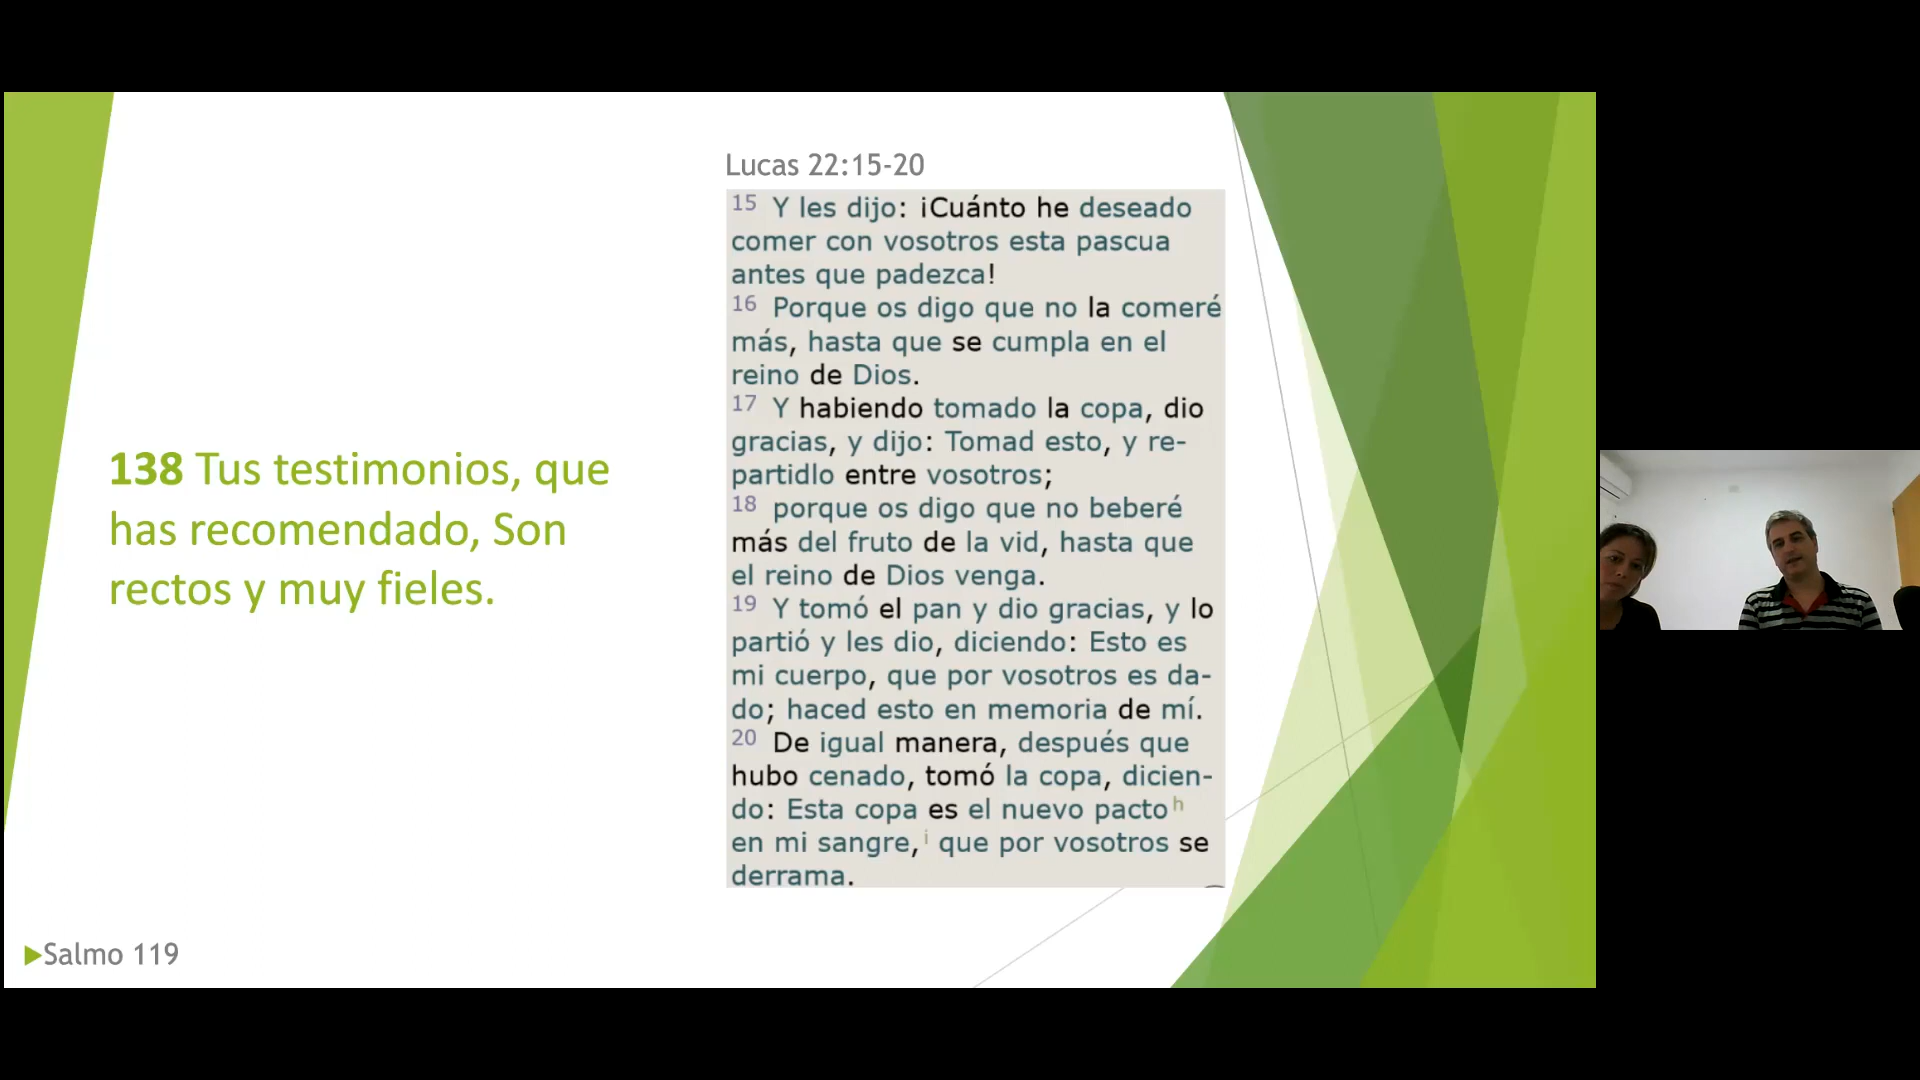 138 Tus testimonios, que
has recomendado, Son
rectos y muy fieles.
Lucas 22:15-20
15 Y les dijo: ¡Cuánto he deseado
comer con vosotros esta pascua
antes que padezca!
16 Porque os digo que no la comeré
más, hasta que se cumpla en el
reino de Dios.
17 Y habiendo tomado la copa, dio
gracias, y dijo: Tomad esto, y re-
partidlo entre vosotros;
18 porque os digo que no beberé
más del fruto de la vid, hasta que
el reino de Dios venga.
19 Y tomó el pan y dio gracias, y lo
partió y les dio, diciendo: Esto es
mi cuerpo, que por vosotros es da-
do; haced esto en memoria de mí.
20 De igual manera, después que
hubo cenado, tomó la copa, dicien-
do: Esta copa es el nuevo pacto h
en mi sangre, i que por vosotros se
derrama.
Salmo 119